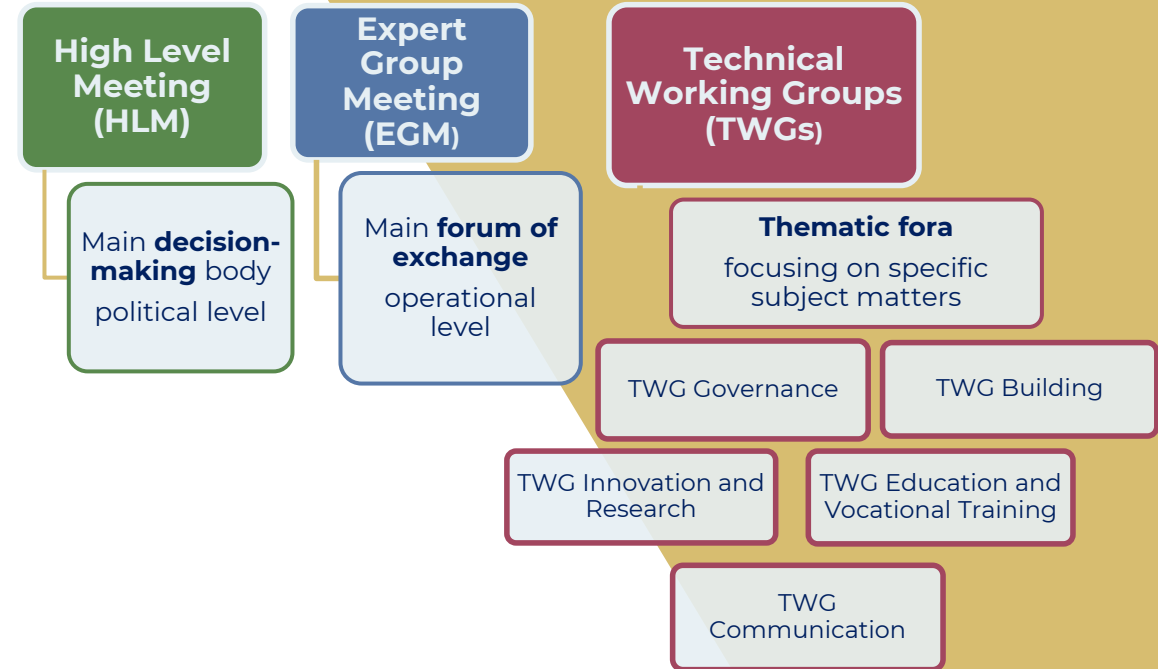 High Level
Meeting
(HLM)
Main decision-
making body
political level
Expert
Group
Meeting
(EGM)
Main forum of
exchange
operational
level
Technical
Working Groups
(TWGs)
Thematic fora
focusing on specific
subject matters
TWG Governance
TWG Building
TWG Innovation and
Research
TWG Education and
Vocational Training
TWG
Communication